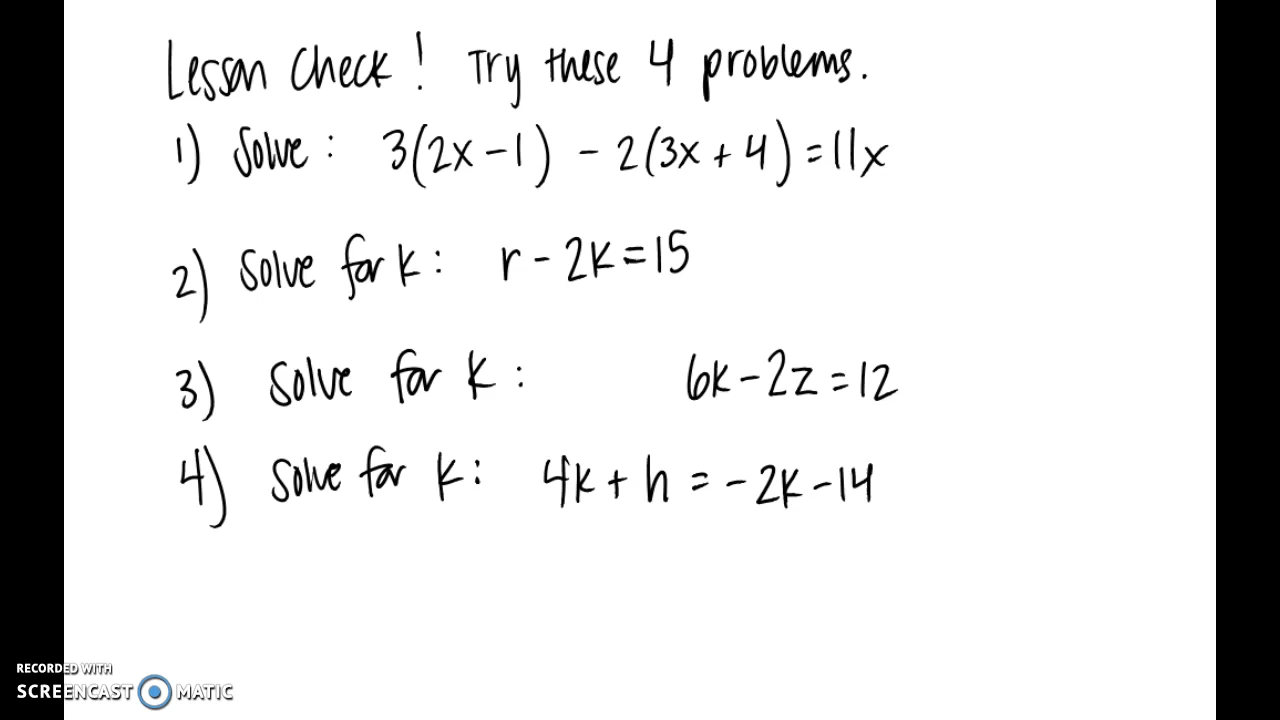 Lesson Check! Try these 4 problems.
1) Solve: 3(2x-1) - 2(3x+4)=11x
2) Solve for k: r-2k=15
3) Solve for k: 6k-2z=12
4) Solve for k: 4k+h=-2k-14
RECORDED WITH
SCREENCAST MATIC